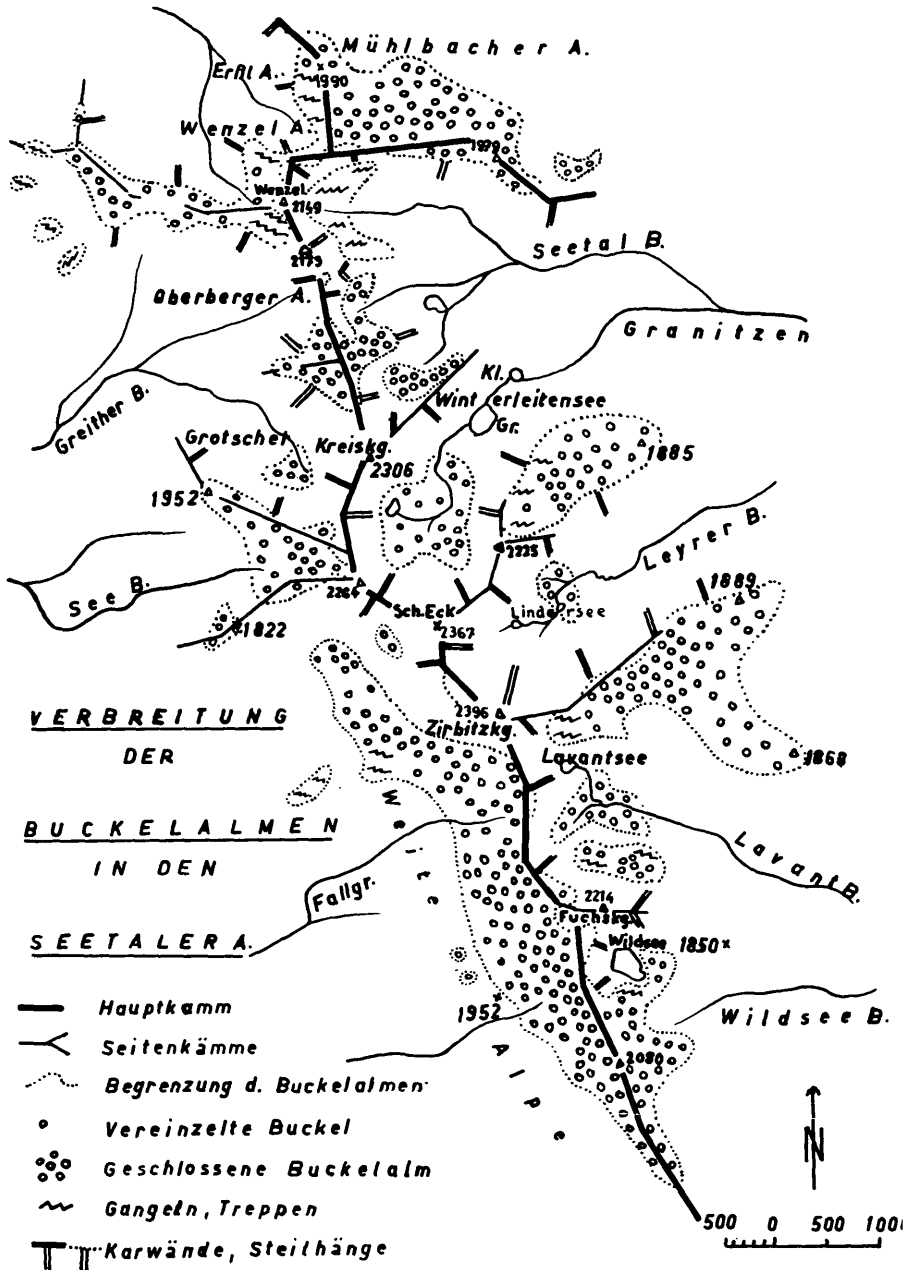 Mühlbacher A.
Erftl A.
1990
Wenzel A.
1979
Wenzel.
2149
2173
Seetal B.
Oberberger A.
Granitzen
Kl.
Winterleitensee
Gr.
Greither B.
Grotschet
Kreiskg.
2306
1885
1952
2225
Leyrer B.
See B.
2264
Sch.Eck
2367
Lindersee
1889
1822
2396
Zirbitzkg.
1868
Lavantsee
VERBREITUNG
DER
BUCKELALMEN
IN DEN
SEETALER A.
Weite Alpe
Lavant B.
Fallgr.
2214
Fuchskg.
Wildsee
1850
1952
Wildsee B.
2080
Hauptkamm
Seitenkämme
Begrenzung d. Buckelalmen
Vereinzelte Buckel
Geschlossene Buckelalm
Gangeln, Treppen
Karwände, Steilhänge
N
500 0 500 1000